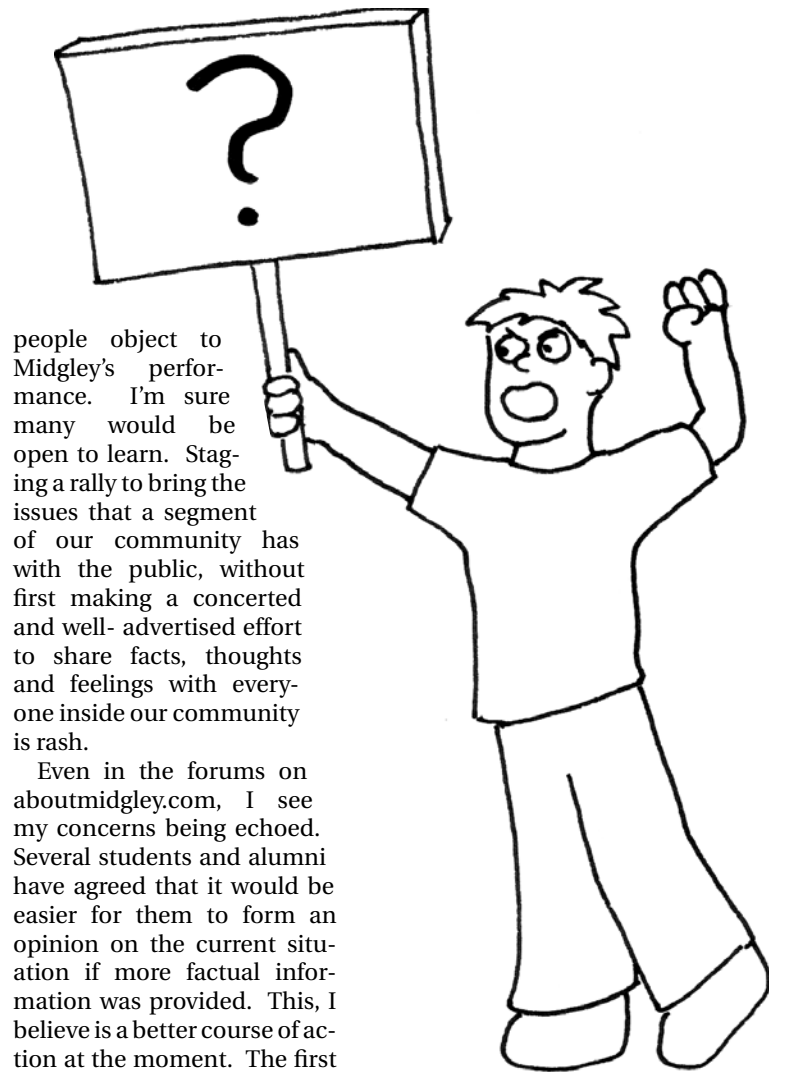 ?
people object to
Midgley's perfor-
mance. I'm sure
many would be
open to learn. Stag-
ing a rally to bring the
issues that a segment
of our community has
with the public, without
first making a concerted
and well- advertised effort
to share facts, thoughts
and feelings with every-
one inside our community
is rash.
Even in the forums on
aboutmidgley.com, I see
my concerns being echoed.
Several students and alumni
have agreed that it would be
easier for them to form an
opinion on the current situ-
ation if more factual infor-
mation was provided. This, I
believe is a better course of ac-
tion at the moment. The first